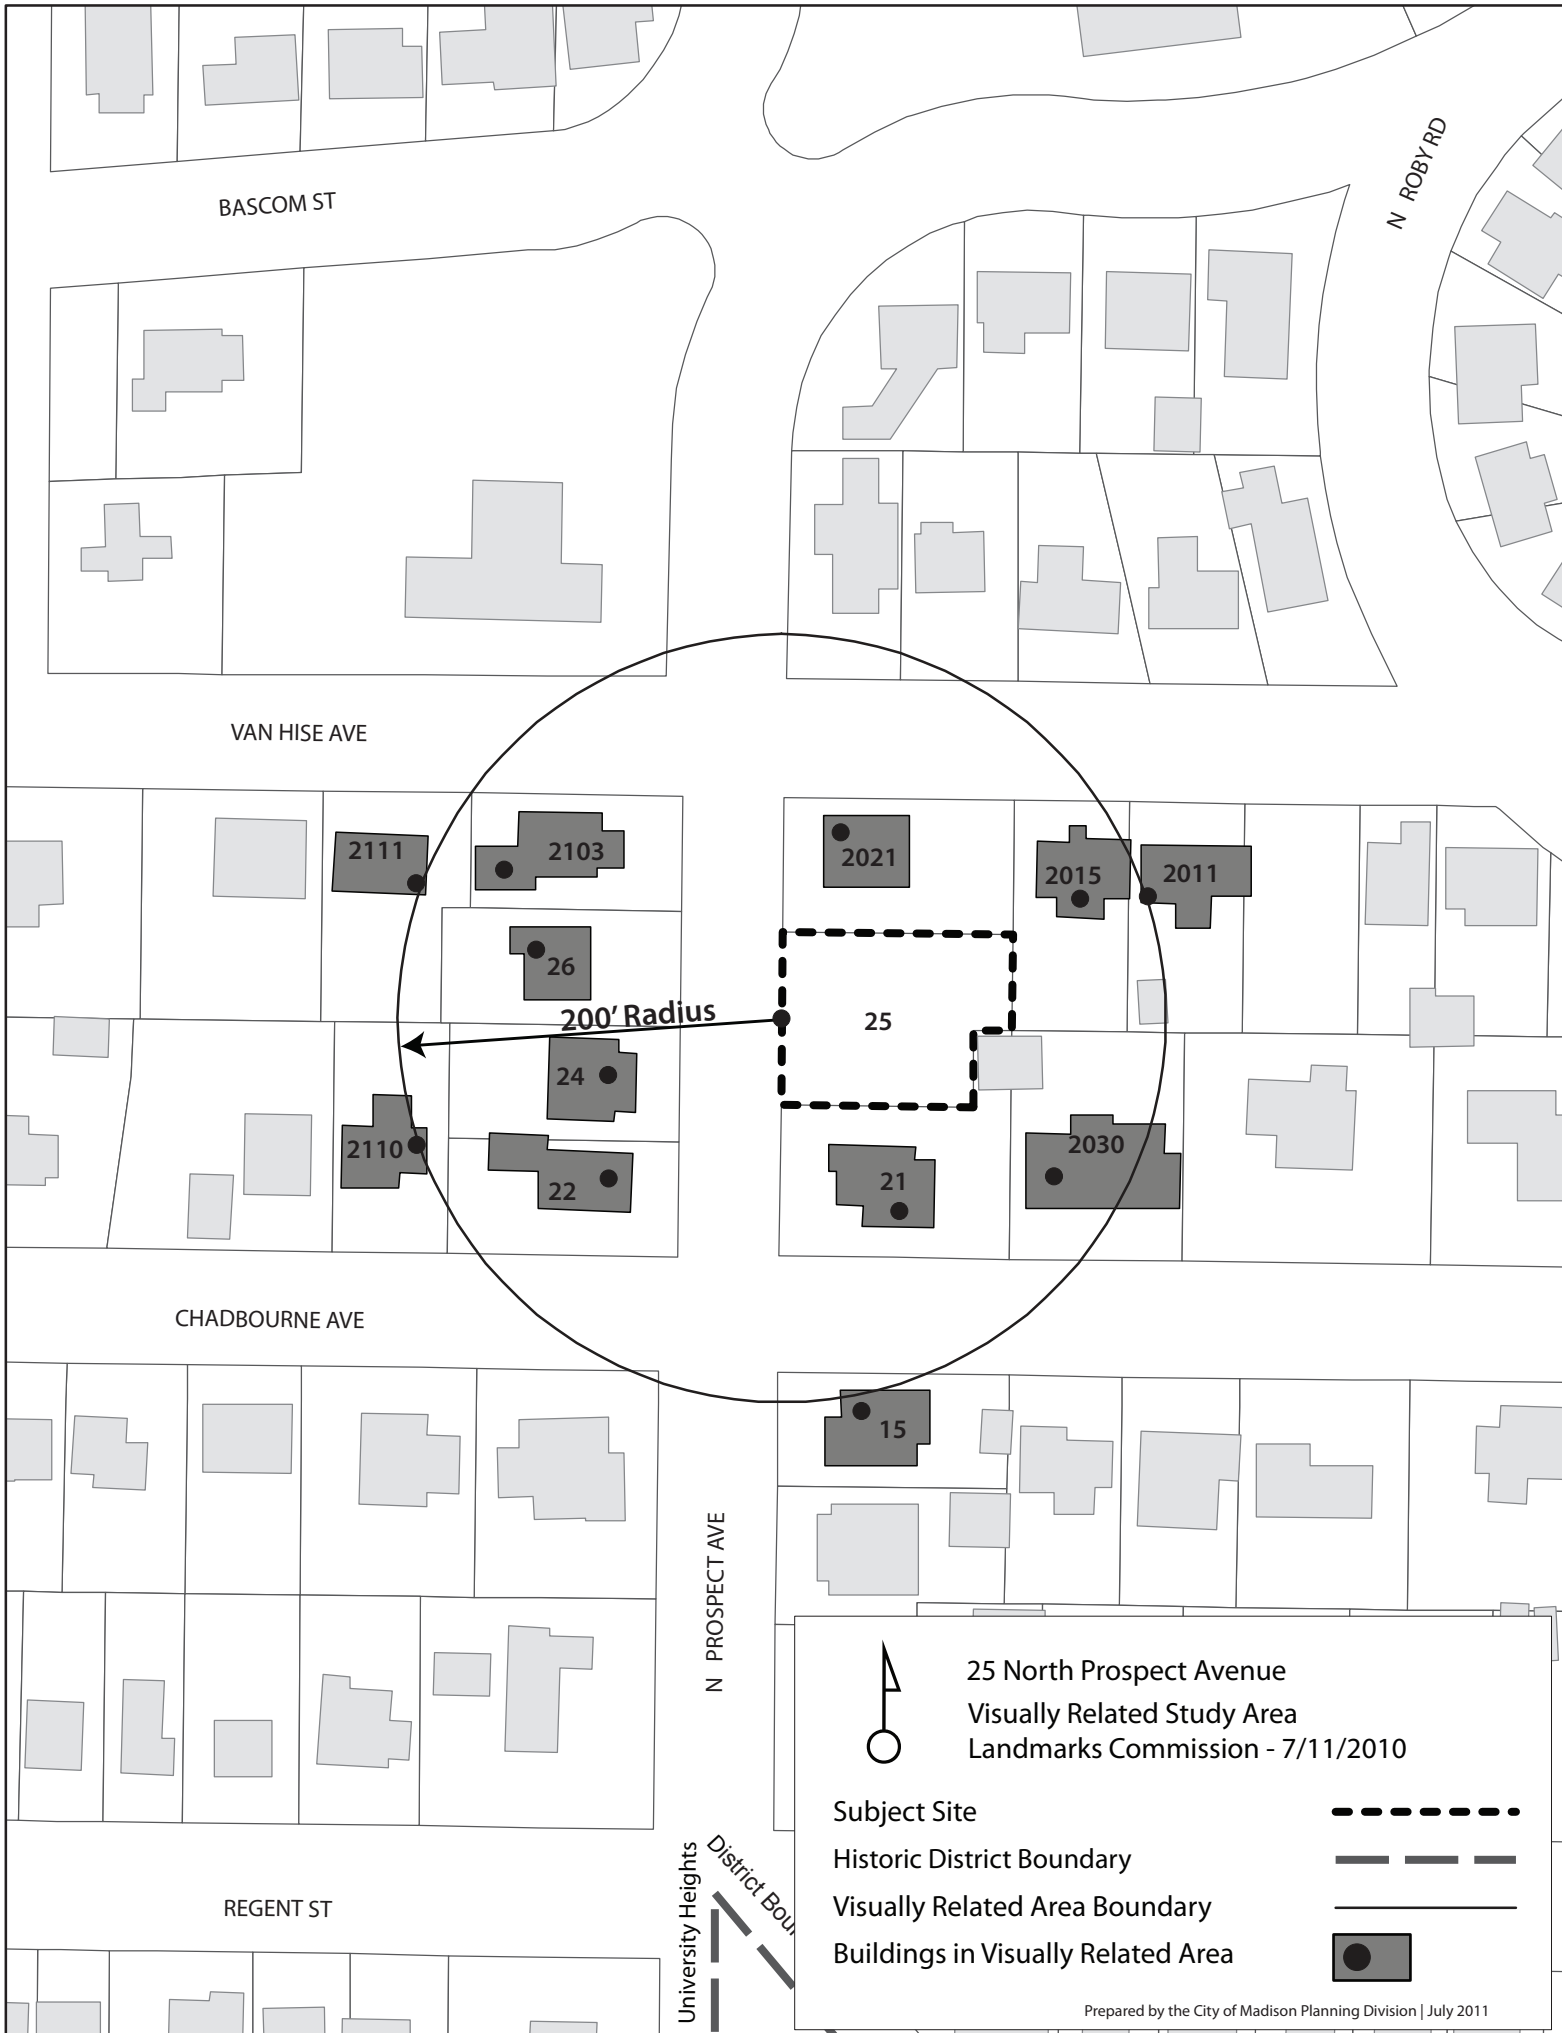 N ROBY RD
BASCOM ST
VAN HISE AVE
2111
2103
2021
2015
2011
26
200' Radius
25
24
2110
2030
22
21
CHADBOURNE AVE
15
N PROSPECT AVE
25 North Prospect Avenue
Visually Related Study Area
Landmarks Commission - 7/11/2010
Subject Site
Historic District Boundary
Visually Related Area Boundary
Buildings in Visually Related Area
Prepared by the City of Madison Planning Division | July 2011
REGENT ST
University Heights
District